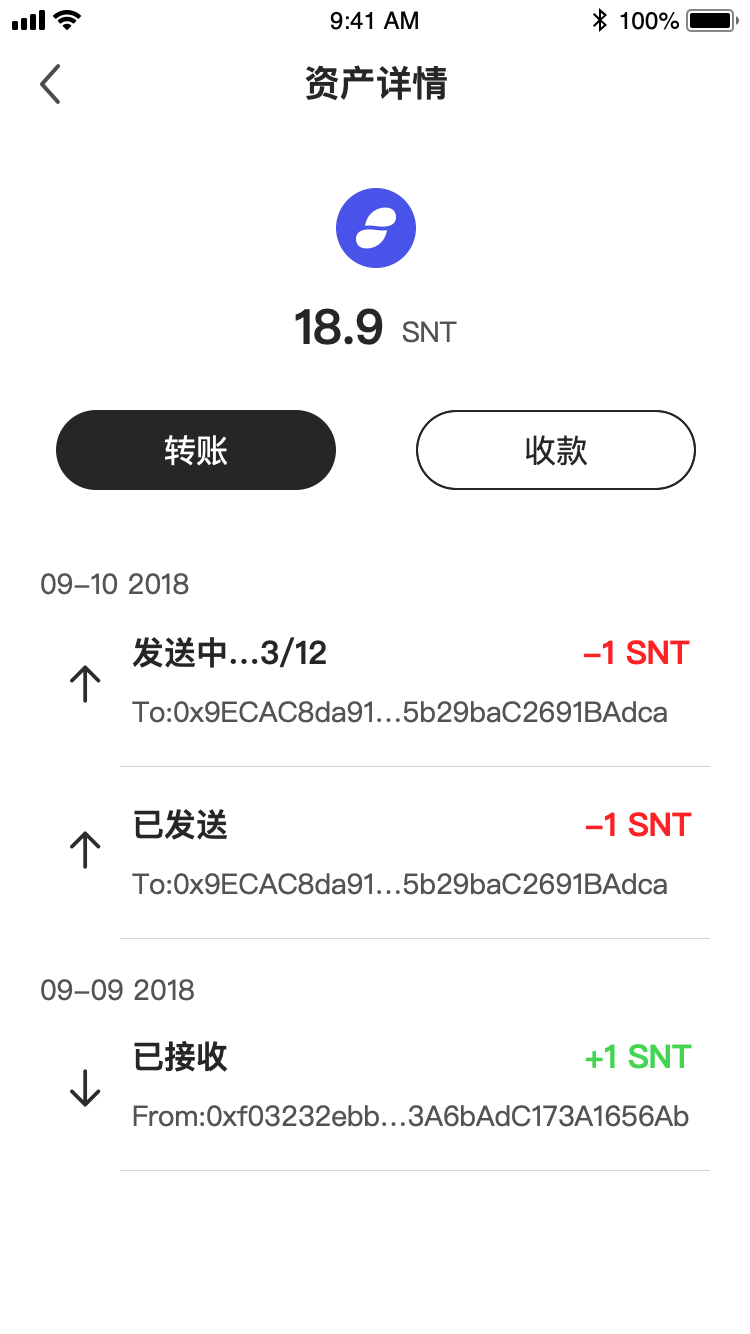 9:41 AM 100%
资产详情
18.9 SNT
转账 收款
09–10 2018
发送中...3/12 –1 SNT
To:0x9ECAC8da91...5b29baC2691BAdca
已发送 –1 SNT
To:0x9ECAC8da91...5b29baC2691BAdca
09–09 2018
已接收 +1 SNT
From:0xf03232ebb...3A6bAdC173A1656Ab